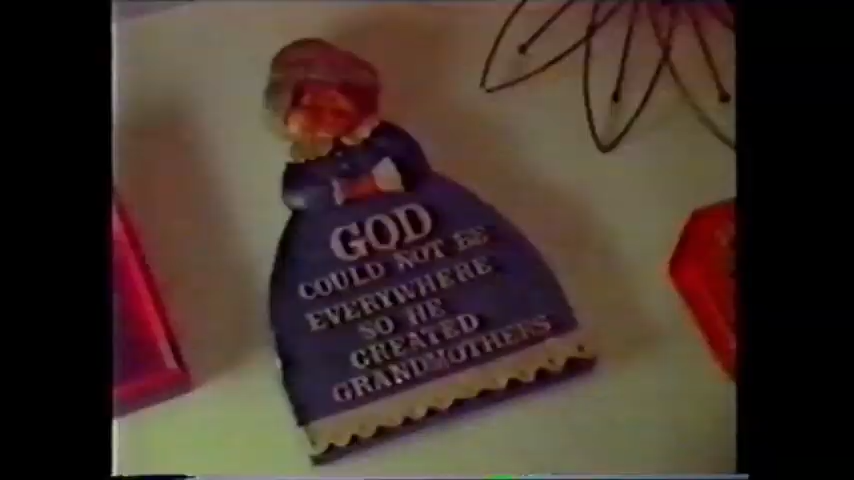 GOD
COULD NOT BE
EVERYWHERE
SO HE
CREATED
GRANDMOTHERS